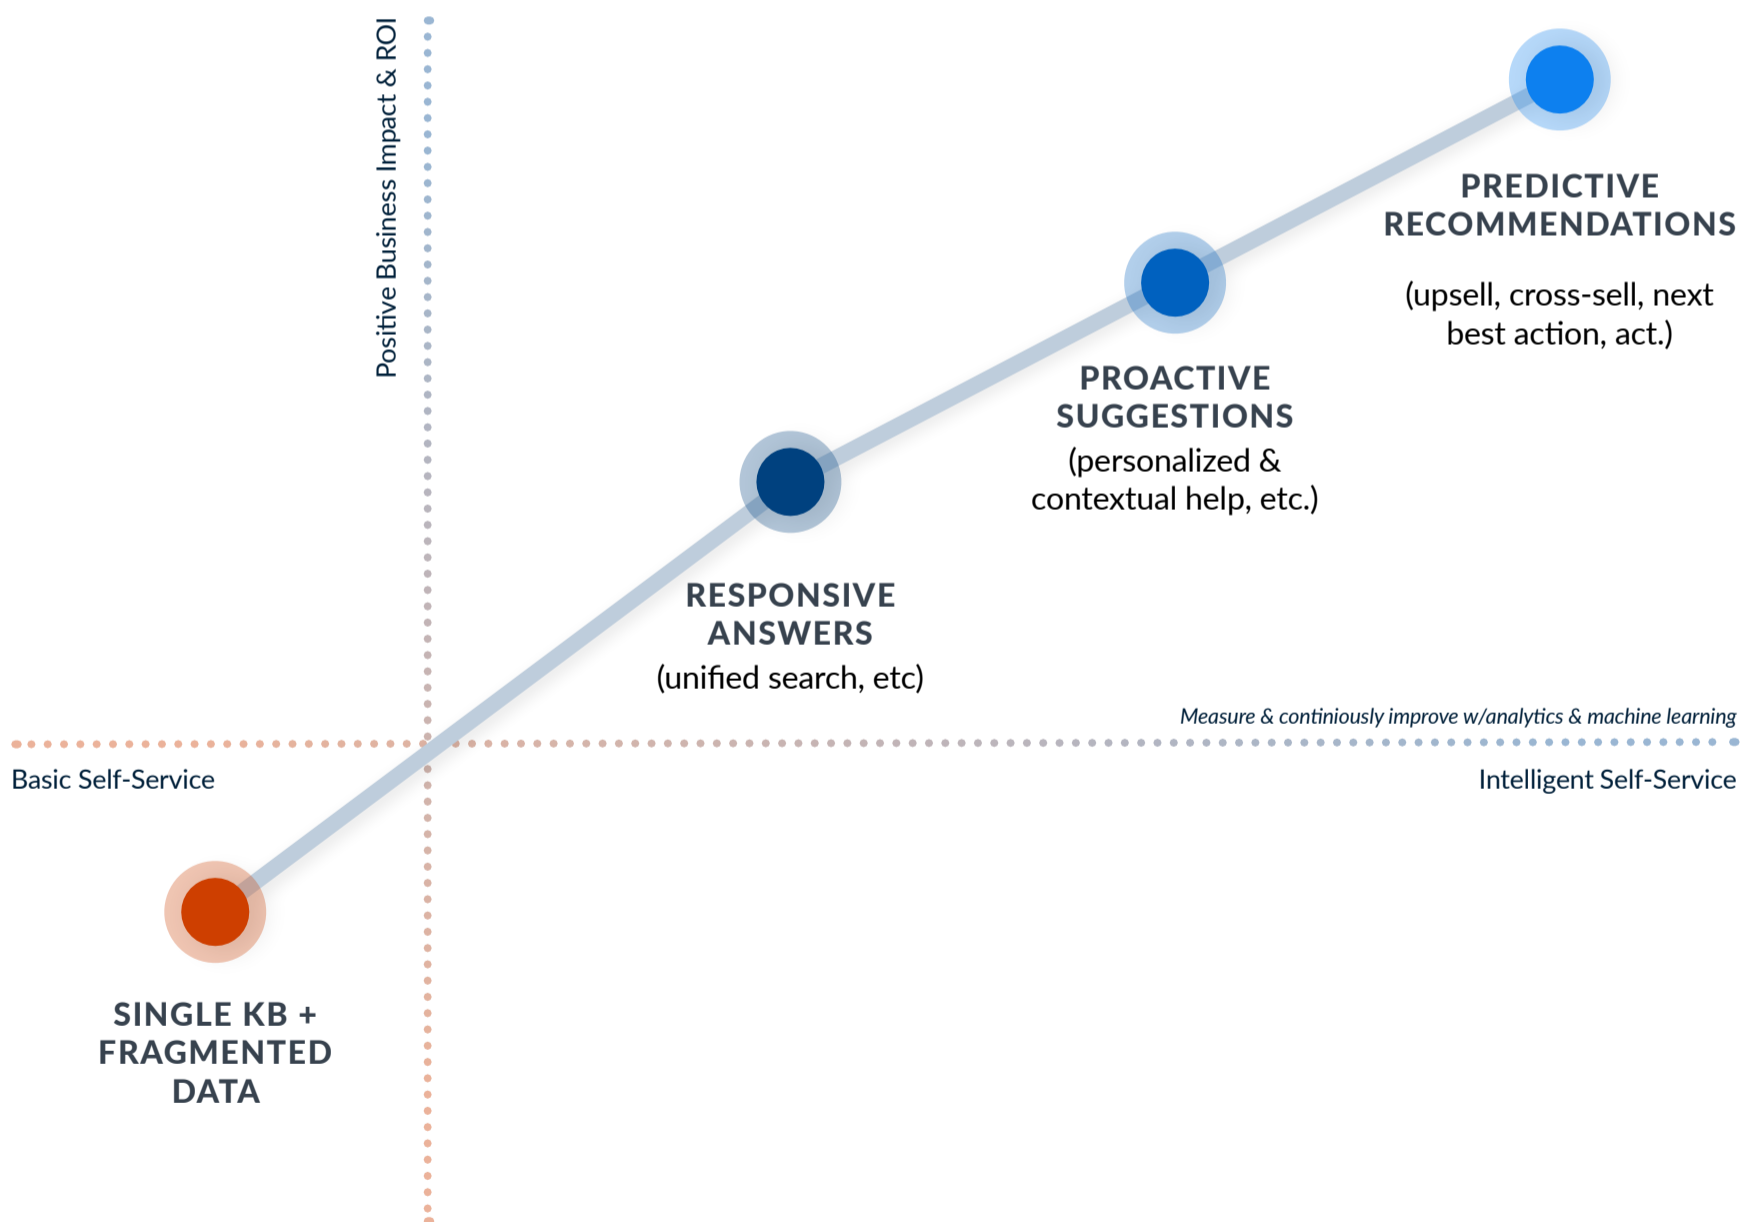 Positive Business Impact & ROI
PREDICTIVE
RECOMMENDATIONS
(upsell, cross-sell, next
best action, act.)
PROACTIVE
SUGGESTIONS
(personalized &
contextual help, etc.)
RESPONSIVE
ANSWERS
(unified search, etc)
Measure & continiously improve w/analytics & machine learning
Basic Self-Service
Intelligent Self-Service
SINGLE KB +
FRAGMENTED
DATA